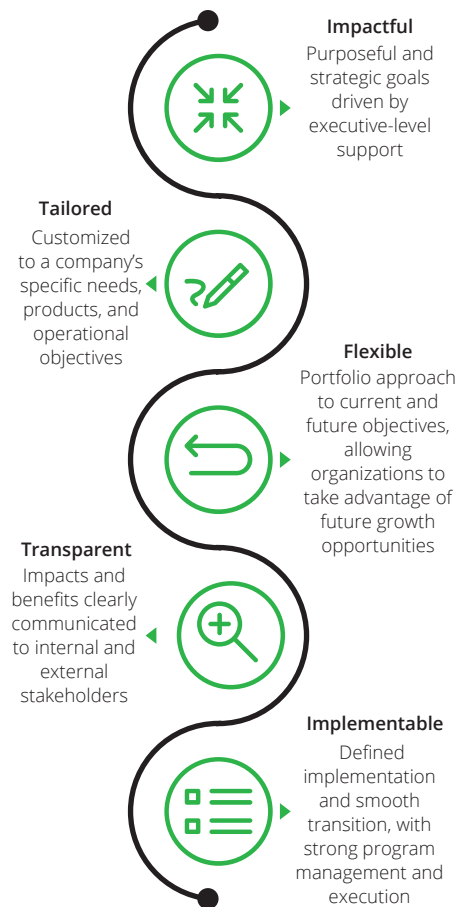 Impactful
Purposeful and
strategic goals
driven by
executive-level
support
Tailored
Customized
to a company's
specific needs,
products, and
operational
objectives
Flexible
Portfolio approach
to current and
future objectives,
allowing
organizations to
take advantage of
future growth
opportunities
Transparent
Impacts and
benefits clearly
communicated
to internal and
external
stakeholders
Implementable
Defined
implementation
and smooth
transition, with
strong program
management and
execution